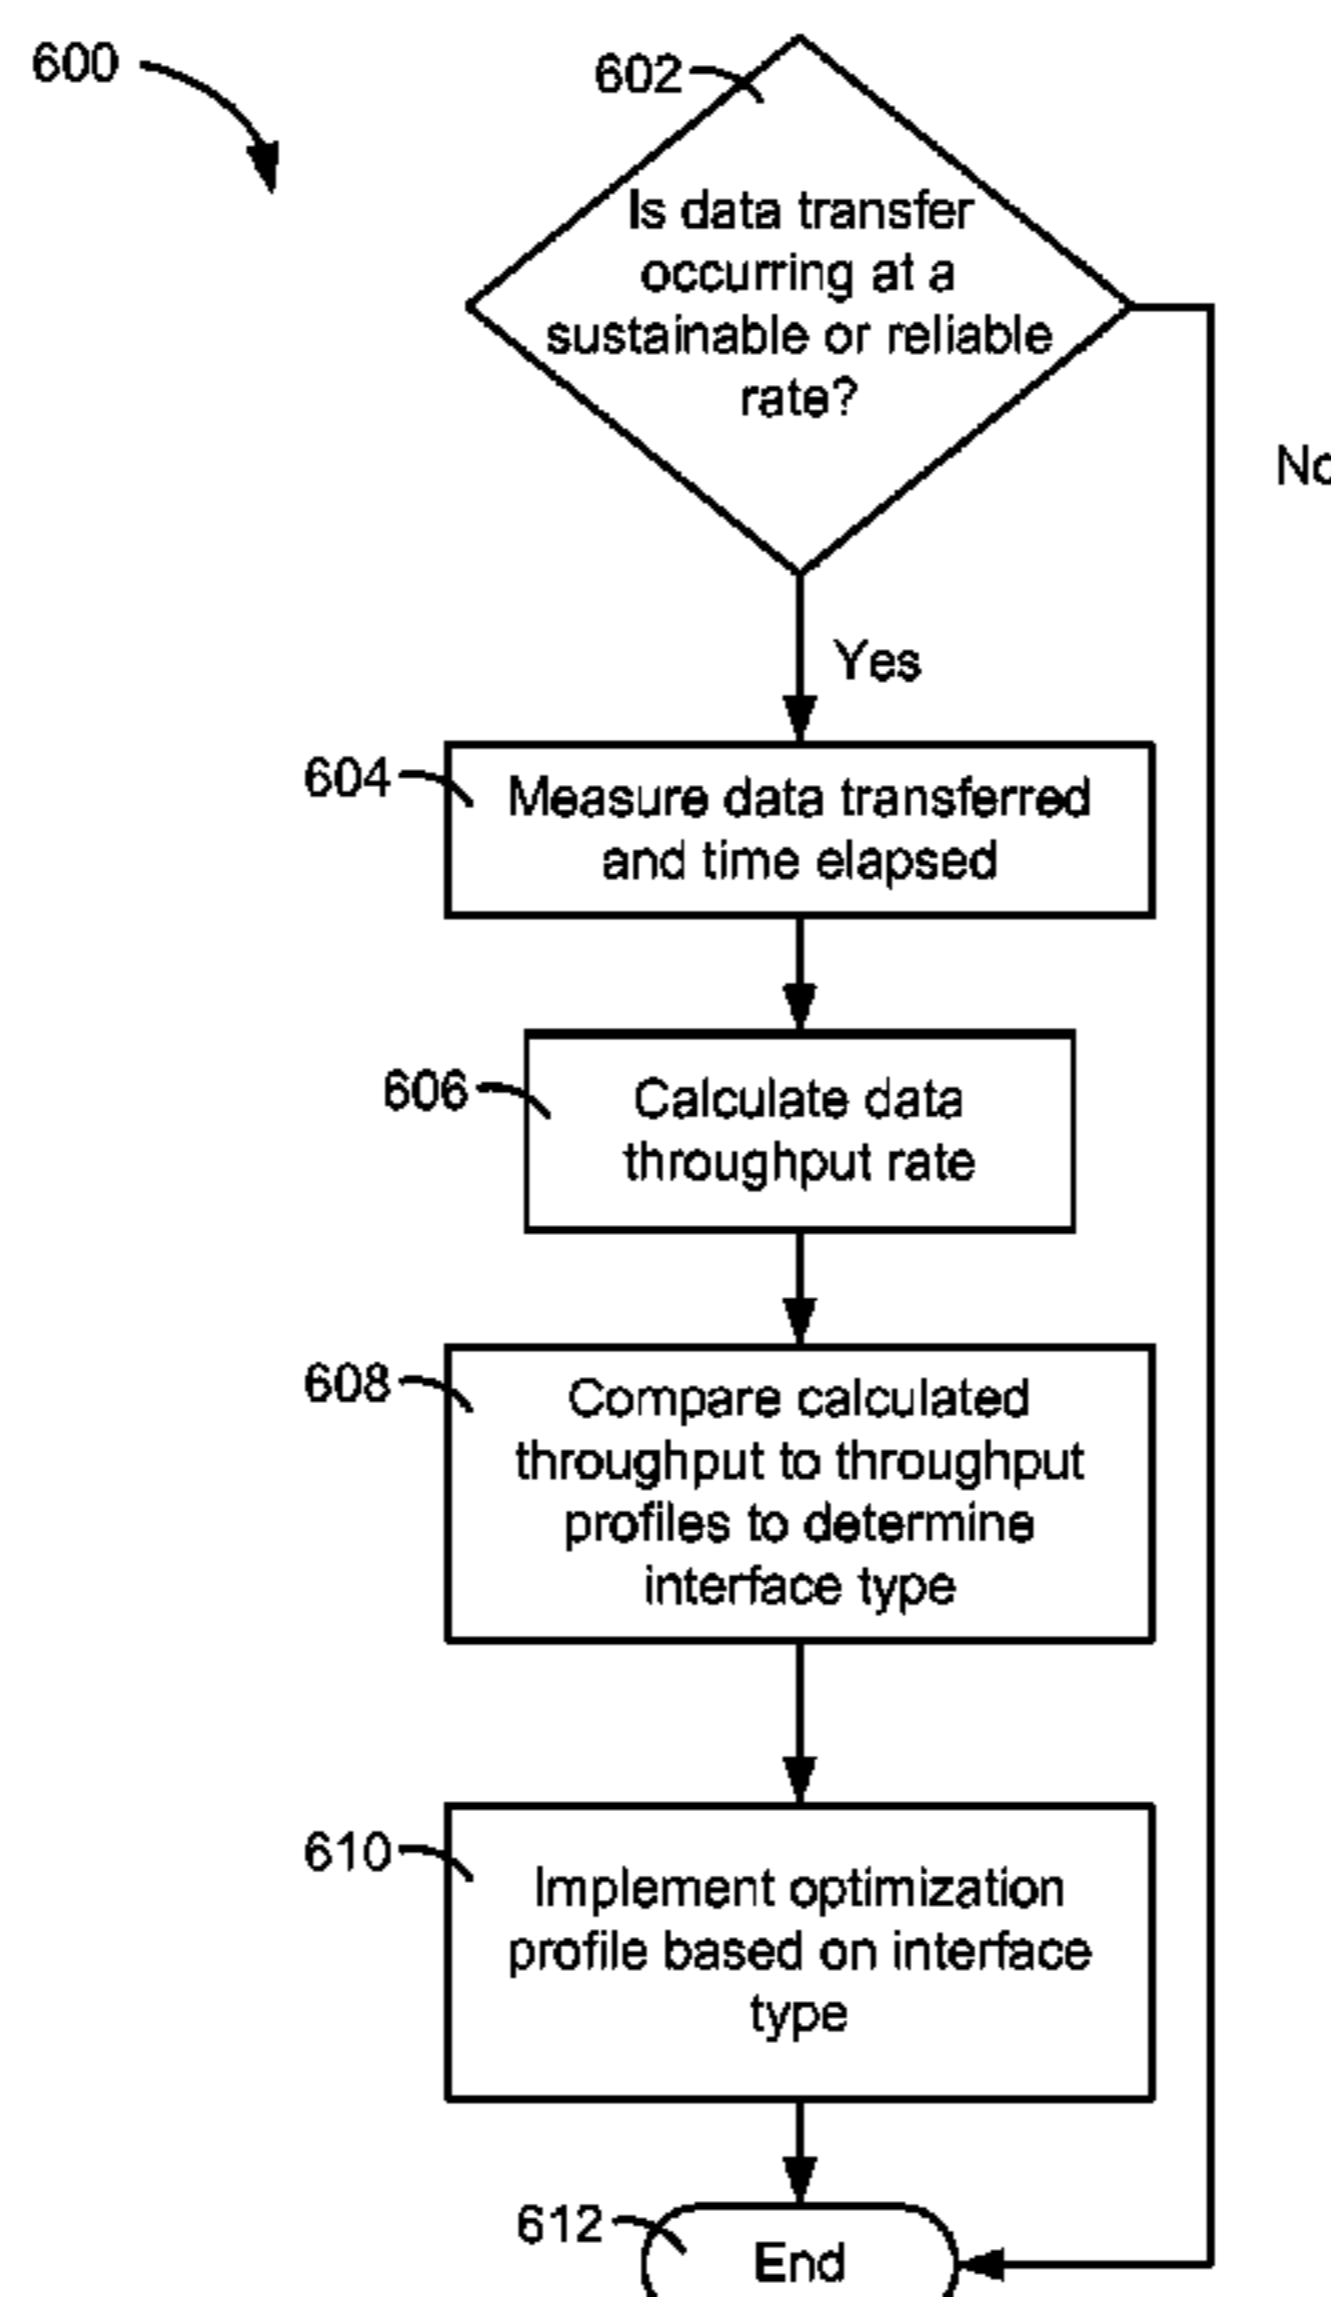 600
602
Is data transfer
occurring at a
sustainable or reliable
rate?
No
Yes
604
Measure data transferred
and time elapsed
606
Calculate data
throughput rate
608
Compare calculated
throughput to throughput
profiles to determine
interface type
610
Implement optimization
profile based on interface
type
612
End